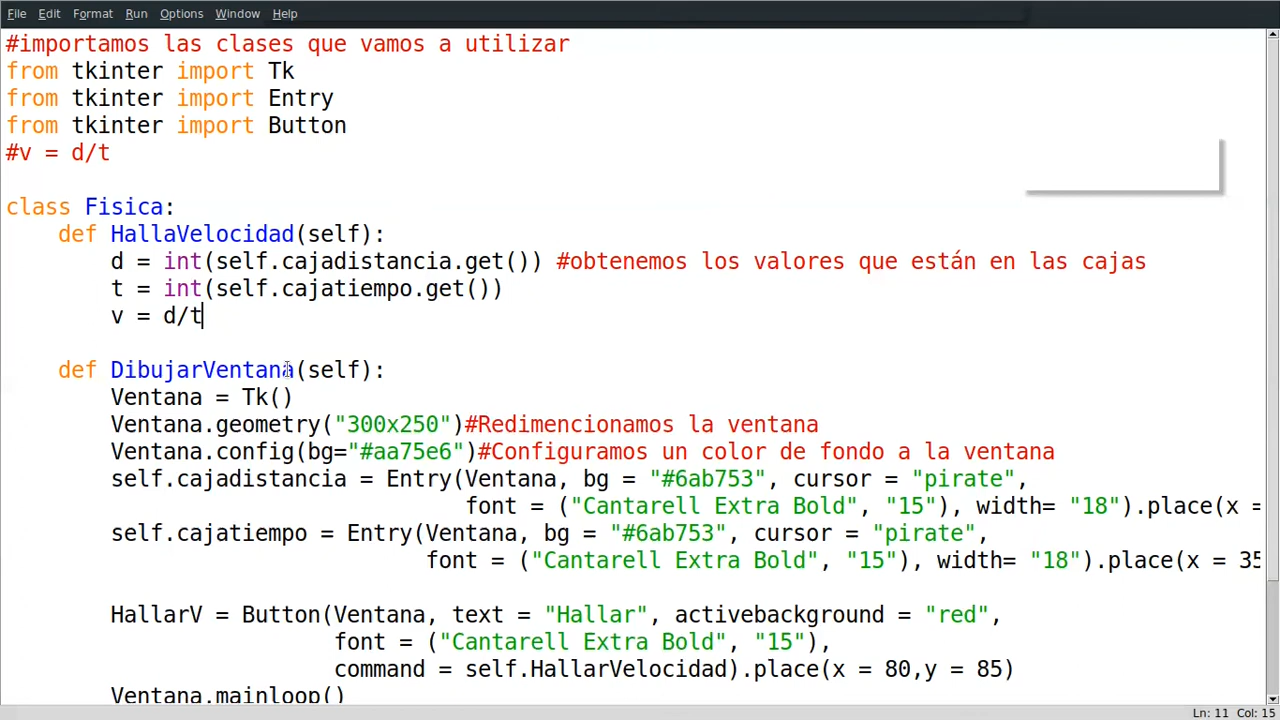 File Edit Format Run Options Window Help
#importamos las clases que vamos a utilizar
from tkinter import Tk
from tkinter import Entry
from tkinter import Button
#v = d/t
class Fisica:
    def HallaVelocidad(self):
        d = int(self.cajadistancia.get()) #obtenemos los valores que están en las cajas
        t = int(self.cajatiempo.get())
        v = d/t
    def DibujarVentana(self):
        Ventana = Tk()
        Ventana.geometry("300x250")#Redimencionamos la ventana
        Ventana.config(bg="#aa75e6")#Configuramos un color de fondo a la ventana
        self.cajadistancia = Entry(Ventana, bg = "#6ab753", cursor = "pirate",
                                   font = ("Cantarell Extra Bold", "15"), width= "18").place(x =
        self.cajatiempo = Entry(Ventana, bg = "#6ab753", cursor = "pirate",
                                font = ("Cantarell Extra Bold", "15"), width= "18").place(x = 35
        HallarV = Button(Ventana, text = "Hallar", activebackground = "red",
                         font = ("Cantarell Extra Bold", "15"),
                         command = self.HallarVelocidad).place(x = 80,y = 85)
        Ventana.mainloop()
Ln: 11 Col: 15